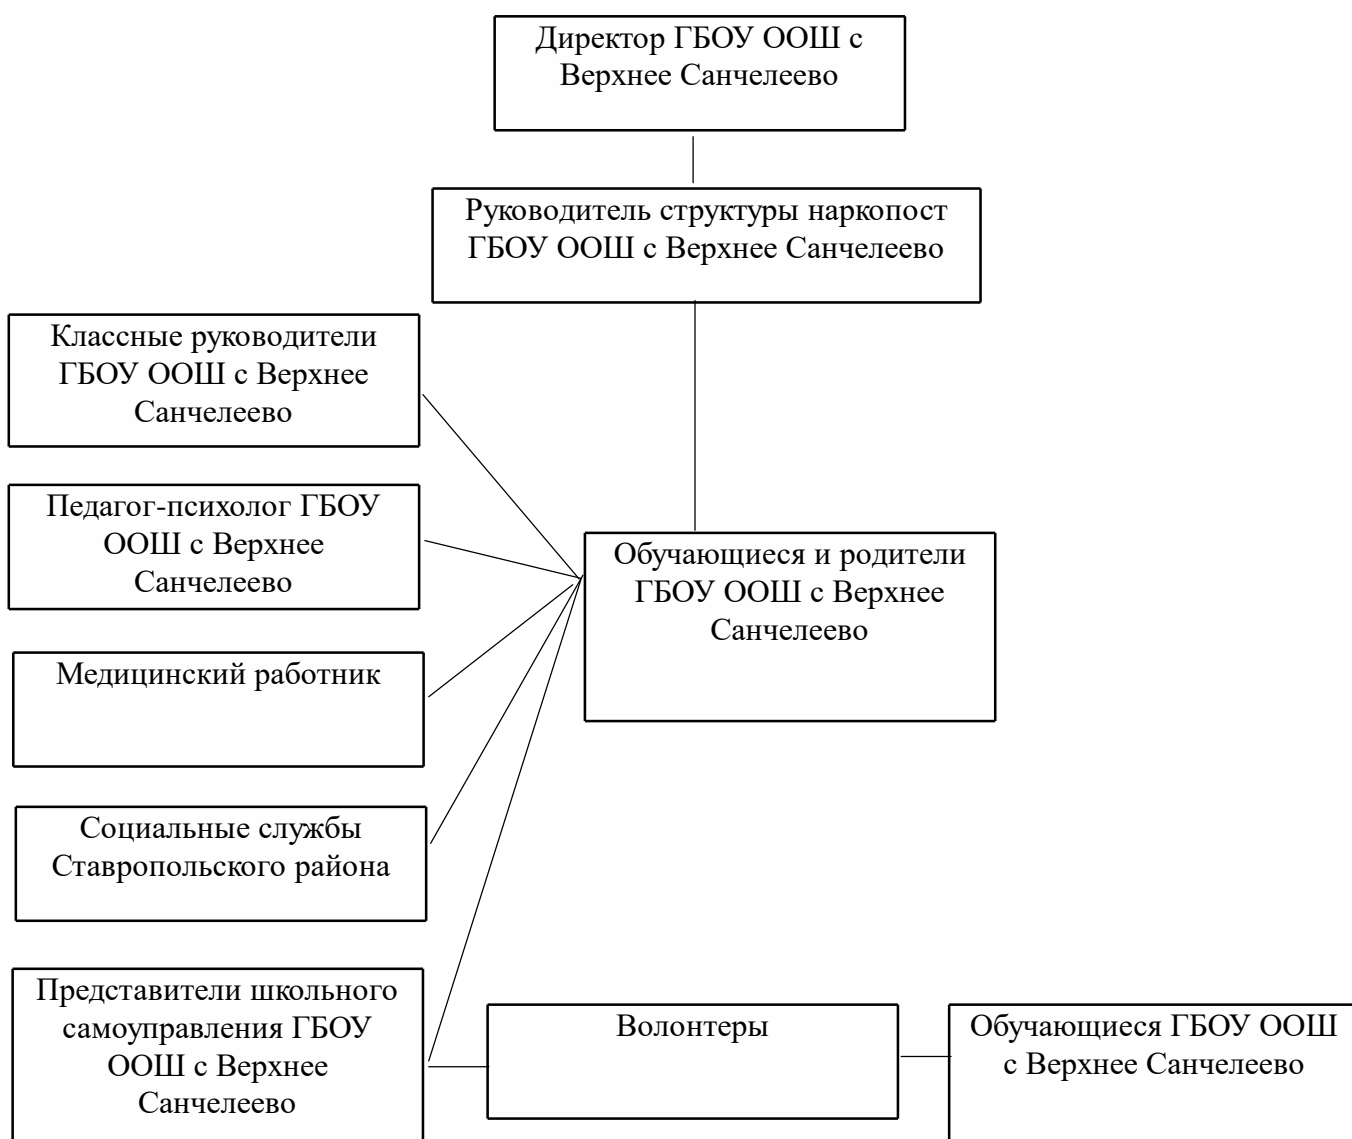 Директор ГБОУ ООШ с
Верхнее Санчелеево
Руководитель структуры наркопост
ГБОУ ООШ с Верхнее Санчелеево
Классные руководители
ГБОУ ООШ с Верхнее
Санчелеево
Педагог-психолог ГБОУ
ООШ с Верхнее
Санчелеево
Обучающиеся и родители
ГБОУ ООШ с Верхнее
Санчелеево
Медицинский работник
Социальные службы
Ставропольского района
Представители школьного
самоуправления ГБОУ
ООШ с Верхнее
Санчелеево
Волонтеры
Обучающиеся ГБОУ ООШ
с Верхнее Санчелеево